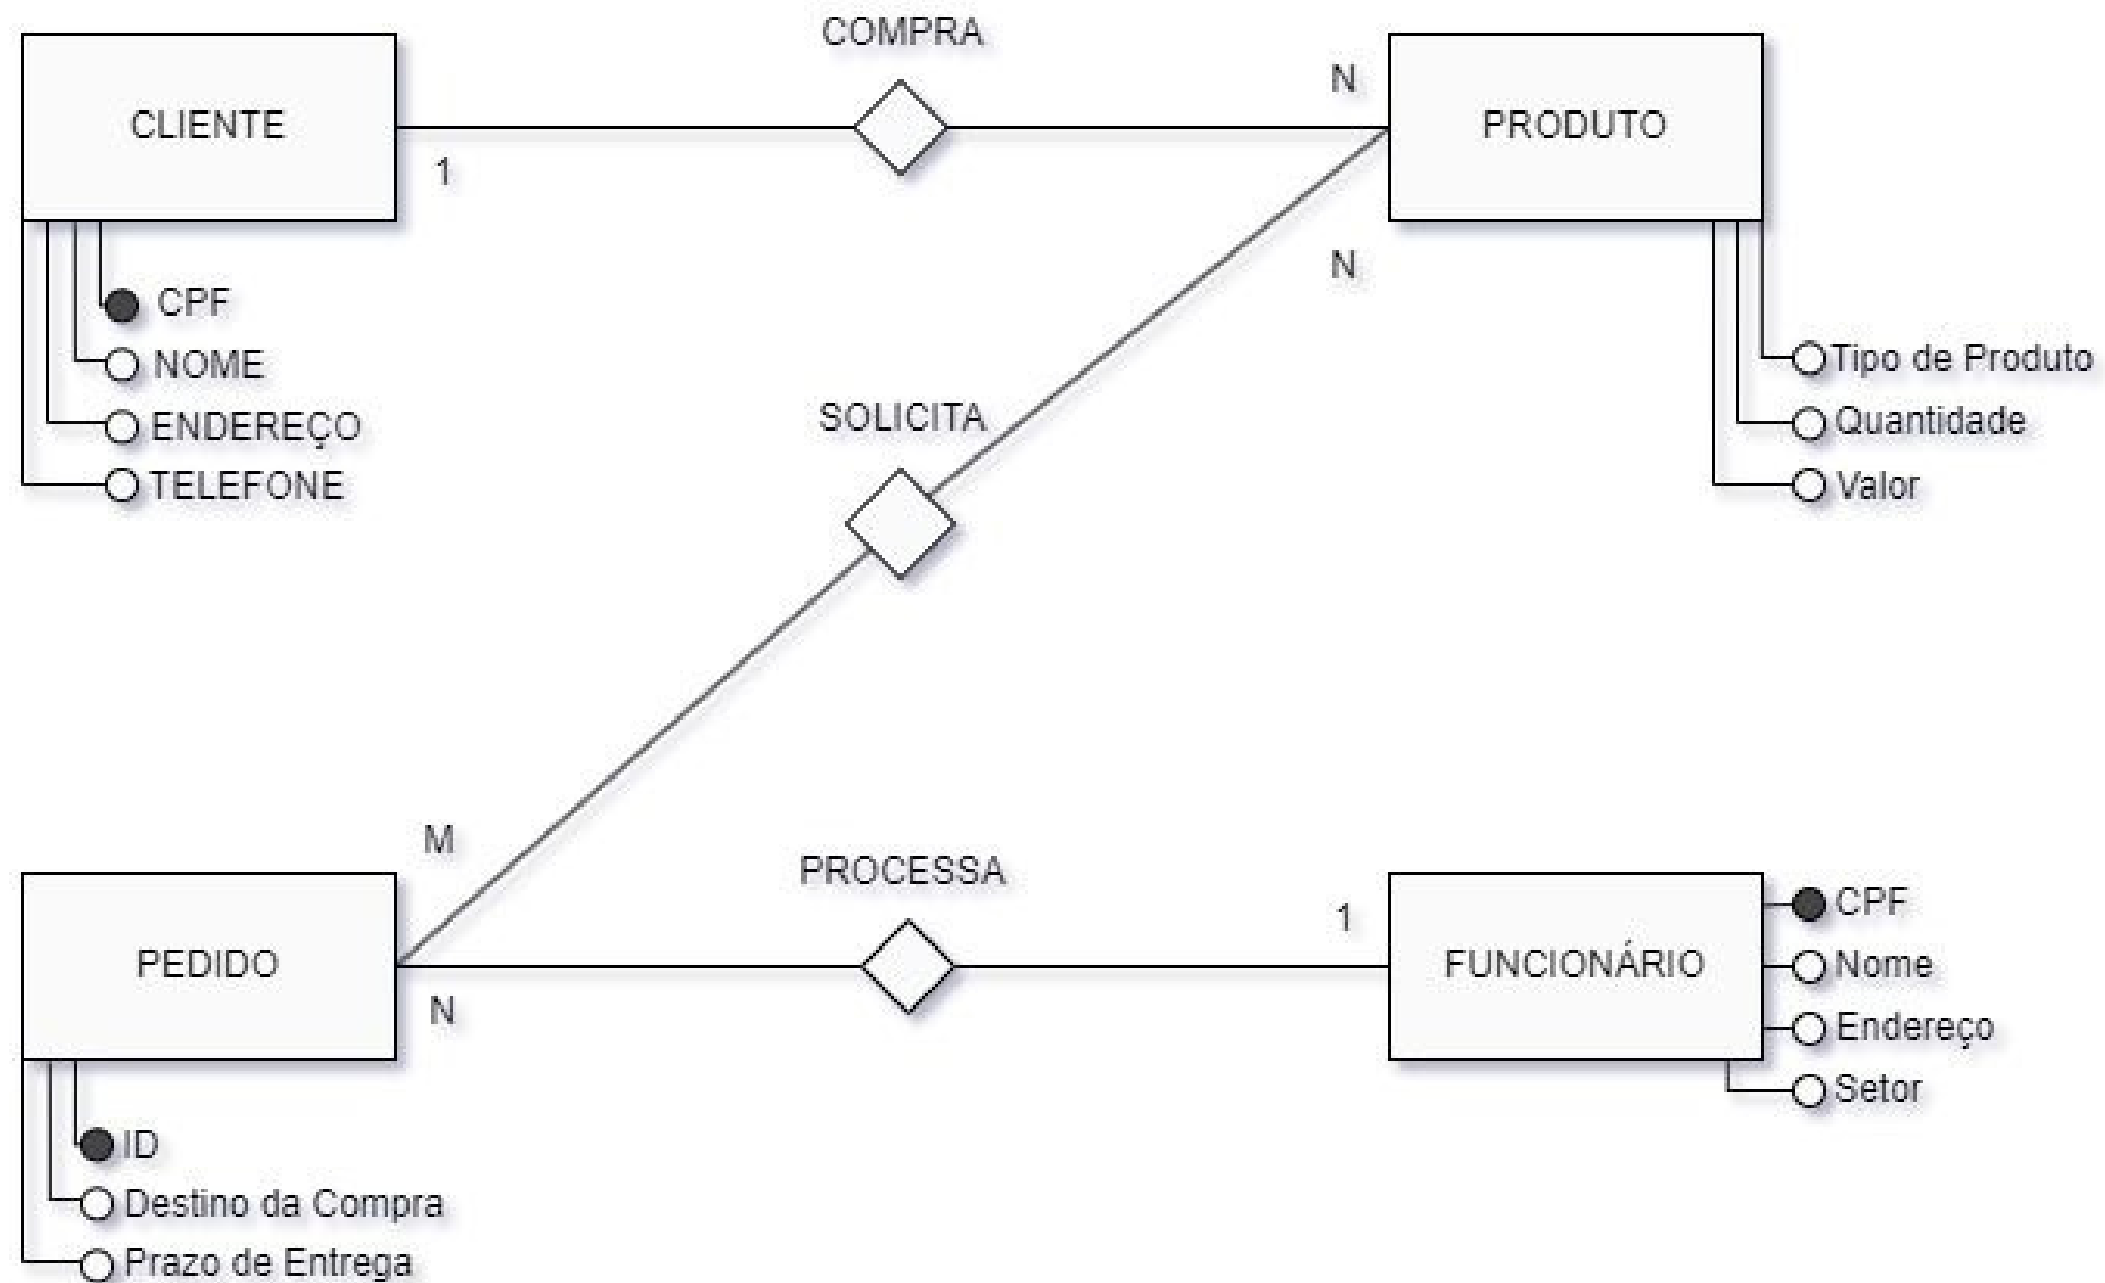 COMPRA
CLIENTE
1
N
PRODUTO
CPF
NOME
ENDEREÇO
TELEFONE
N
Tipo de Produto
Quantidade
Valor
SOLICITA
M
PROCESSA
1
PEDIDO
N
FUNCIONÁRIO
CPF
Nome
Endereço
Setor
ID
Destino da Compra
Prazo de Entrega